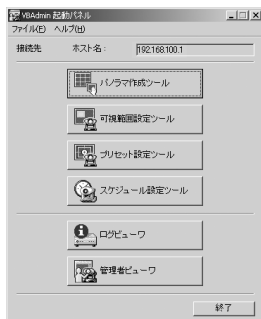 VBAdmin 起動パネル
ファイル(F) ヘルプ(H)
接続先 ホスト名： 192.168.100.1
パノラマ作成ツール
可視範囲設定ツール
プリセット設定ツール
スケジュール設定ツール
ログビューワ
管理者ビューワ
終了